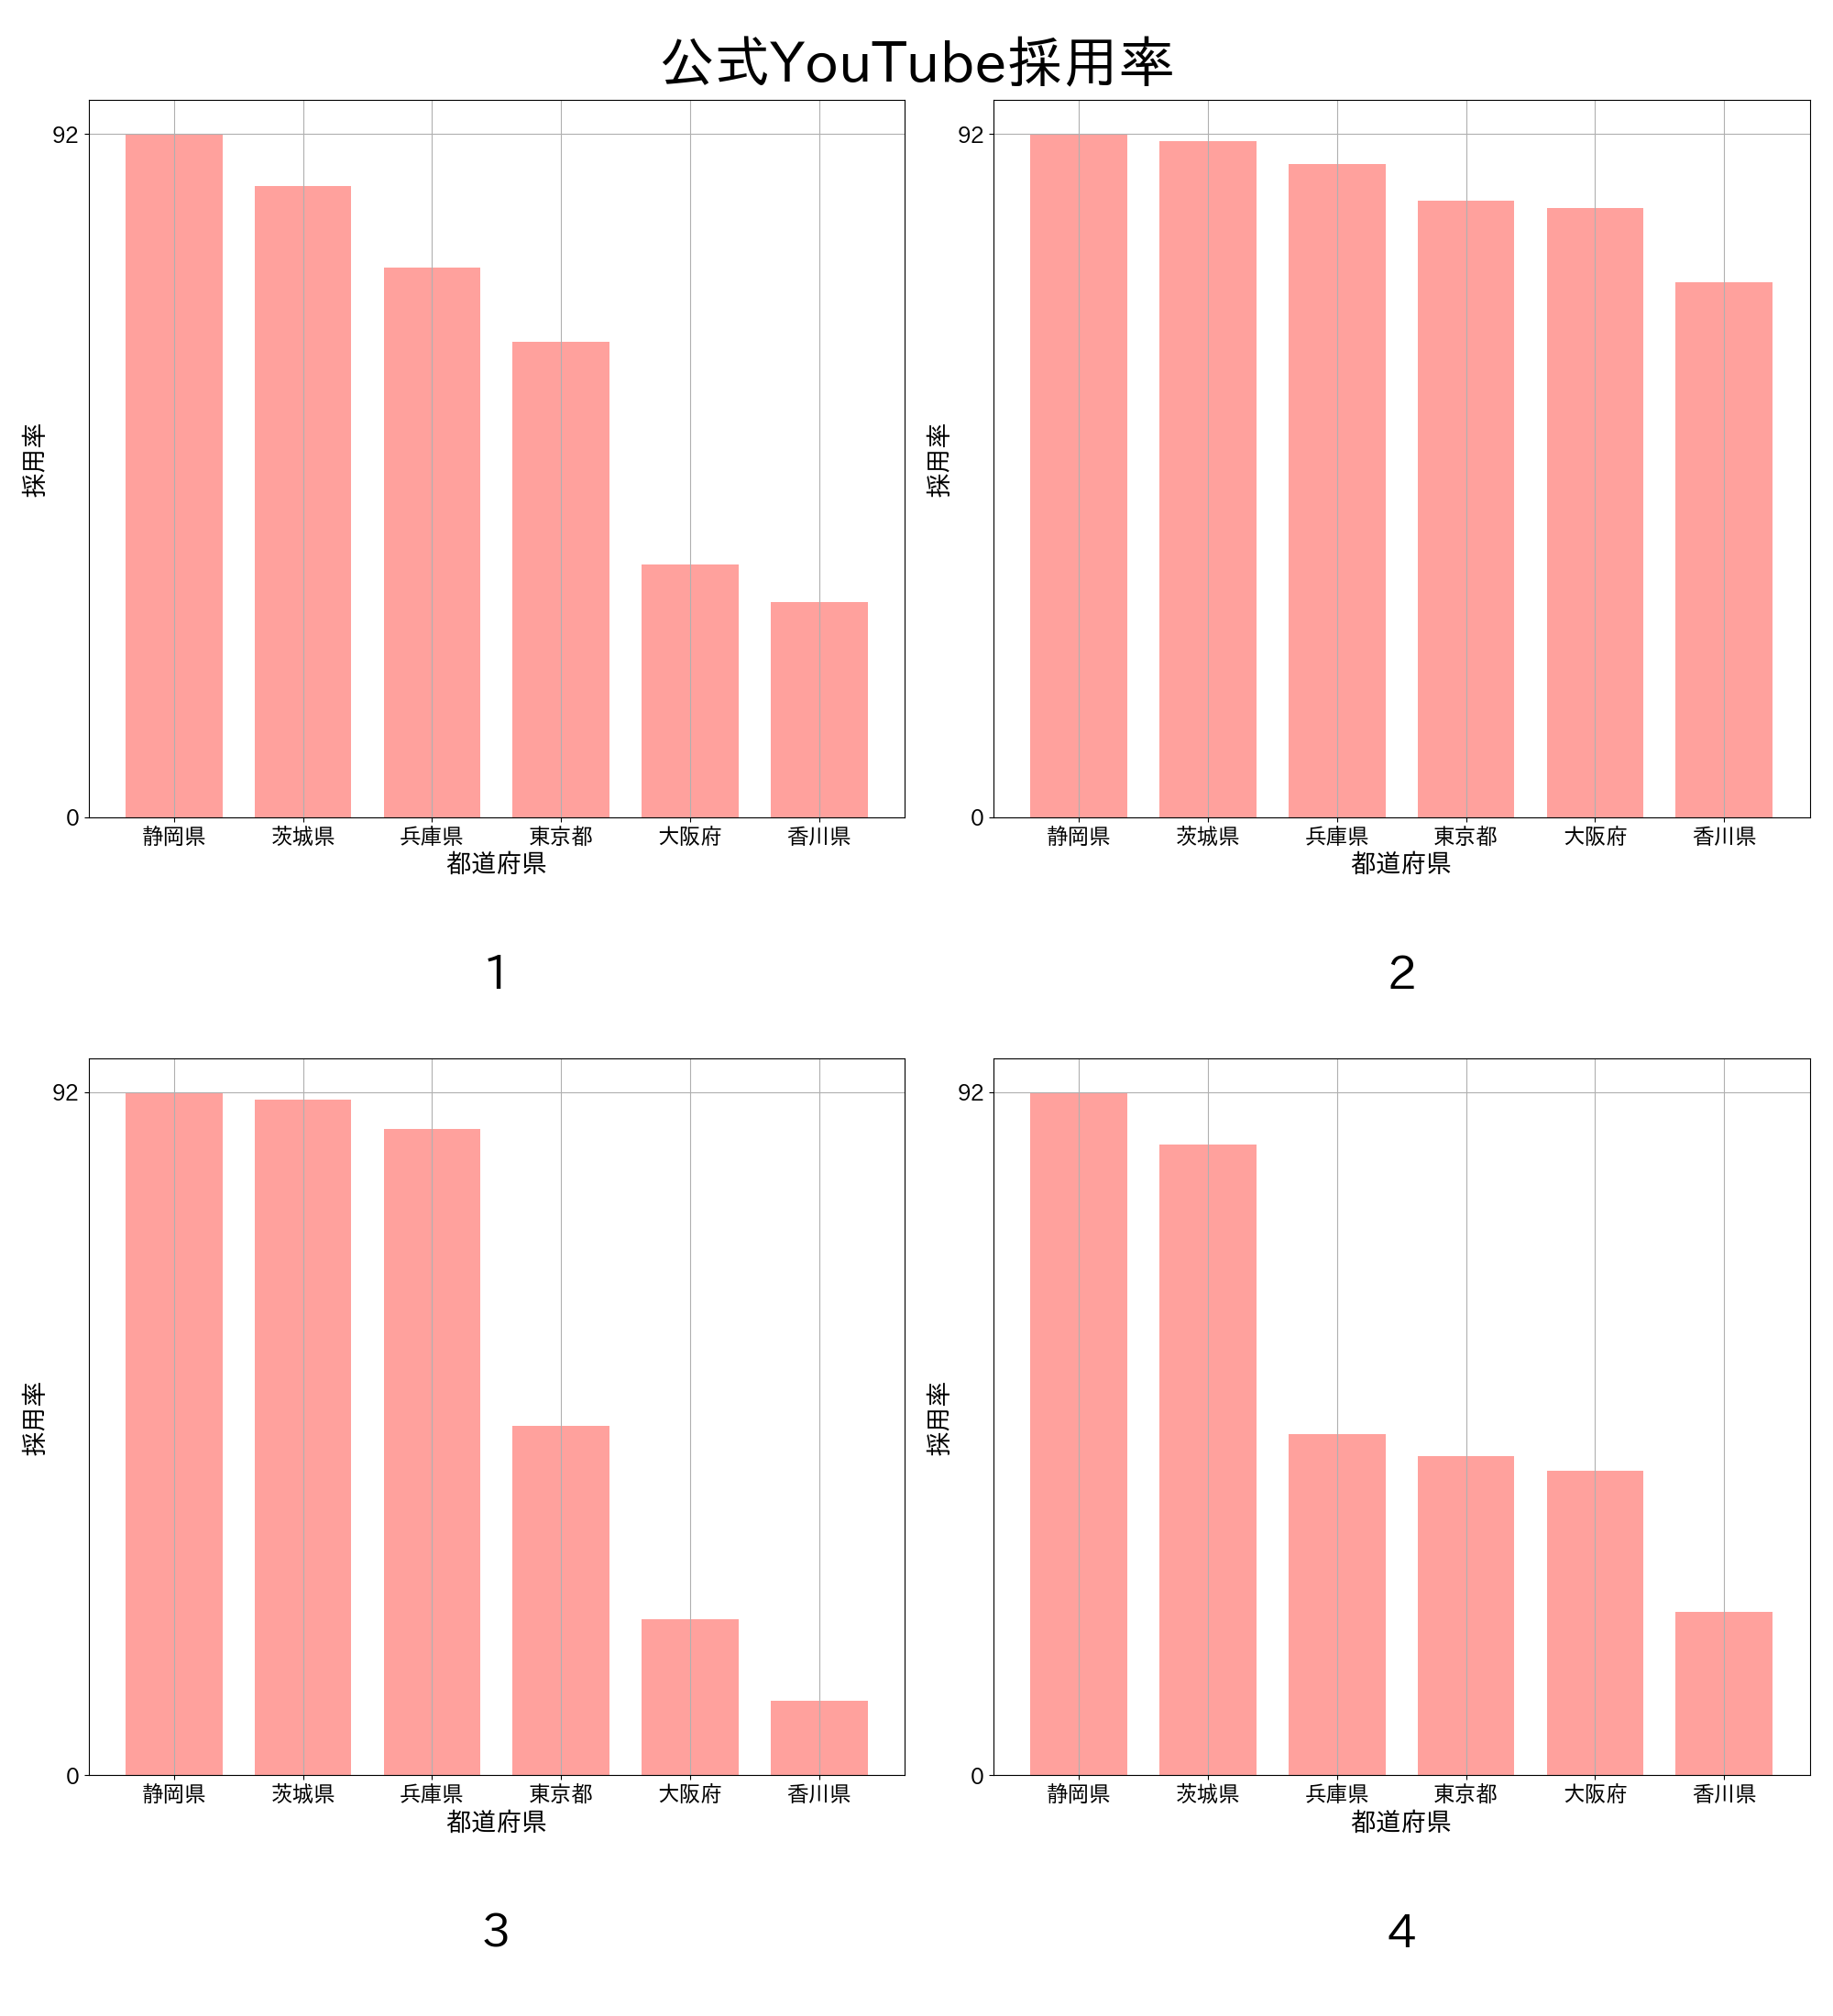 公式YouTube採用率
92
0
採用率
静岡県 茨城県 兵庫県 東京都 大阪府 香川県
都道府県
1
92
0
採用率
静岡県 茨城県 兵庫県 東京都 大阪府 香川県
都道府県
2
92
0
採用率
静岡県 茨城県 兵庫県 東京都 大阪府 香川県
都道府県
3
92
0
採用率
静岡県 茨城県 兵庫県 東京都 大阪府 香川県
都道府県
4